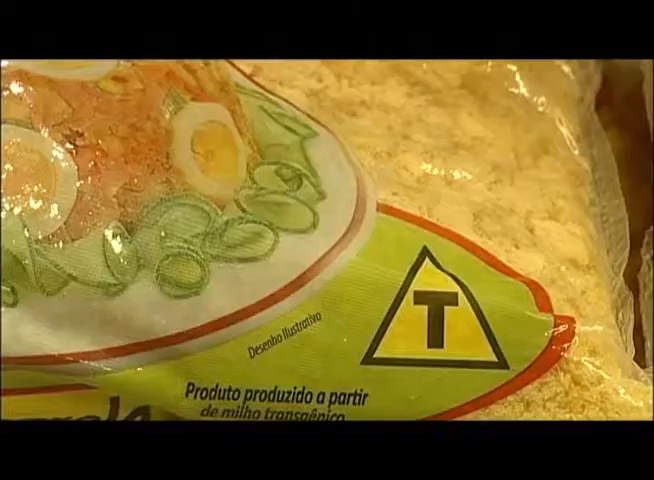 T
Desenho Ilustrativo
Produto produzido a partir
de milho transgênico